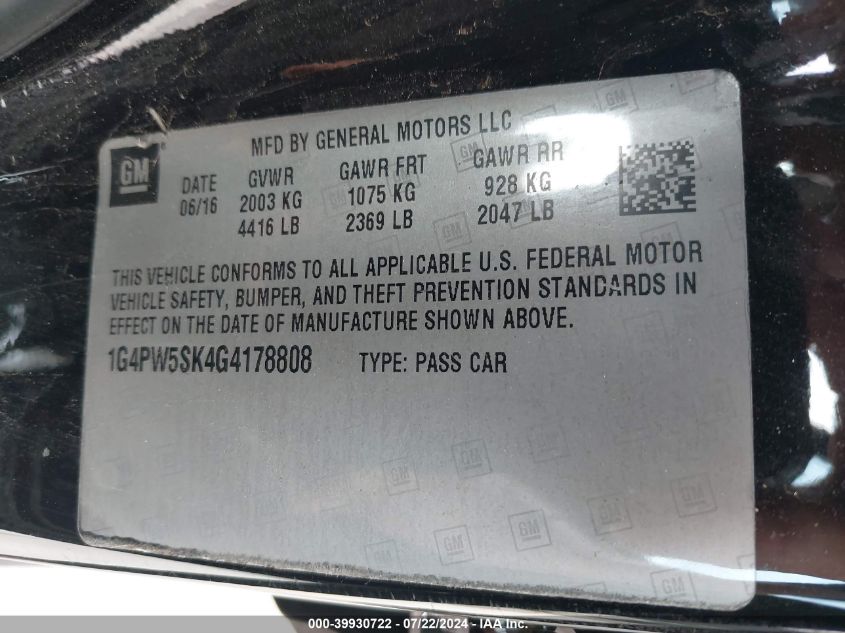 MFD BY GENERAL MOTORS LLC
GM
DATE GVWR GAWR FRT GAWR RR
06/16 2003 KG 1075 KG 928 KG
4416 LB 2369 LB 2047 LB
THIS VEHICLE CONFORMS TO ALL APPLICABLE U.S. FEDERAL MOTOR
VEHICLE SAFETY, BUMPER, AND THEFT PREVENTION STANDARDS IN
EFFECT ON THE DATE OF MANUFACTURE SHOWN ABOVE.
1G4PW5SK4G4178808 TYPE: PASS CAR
000-39930722 - 07/22/2024 - IAA Inc.